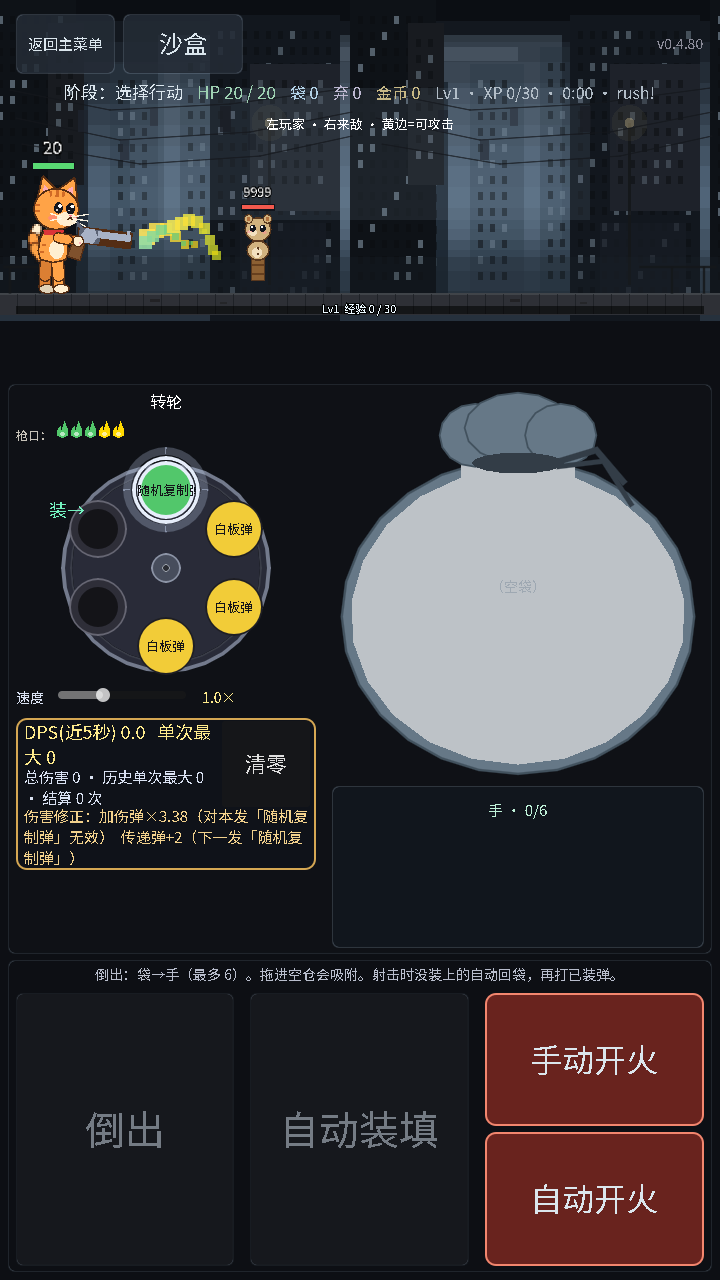 返回主菜单
沙盒
v0.4.80
阶段：选择行动 HP 20 / 20 袋 0 弃 0 金币 0 Lv1 · XP 0/30 · 0:00 · rush!
左玩家 · 右来敌 · 黄边=可攻击
20
9999
Lv1 经验 0 / 30
转轮
枪口：
随机复制弹
装→
白板弹
白板弹
白板弹
（空袋）
速度
1.0×
DPS(近5秒) 0.0 单次最
大 0
总伤害 0 · 历史单次最大 0
· 结算 0 次
清零
伤害修正：加伤弹×3.38（对本发「随机复
制弹」无效） 传递弹+2（下一发「随机复
制弹」）
手 · 0/6
倒出：袋→手（最多 6）。拖进空仓会吸附。射击时没装上的自动回袋，再打已装弹。
倒出
自动装填
手动开火
自动开火